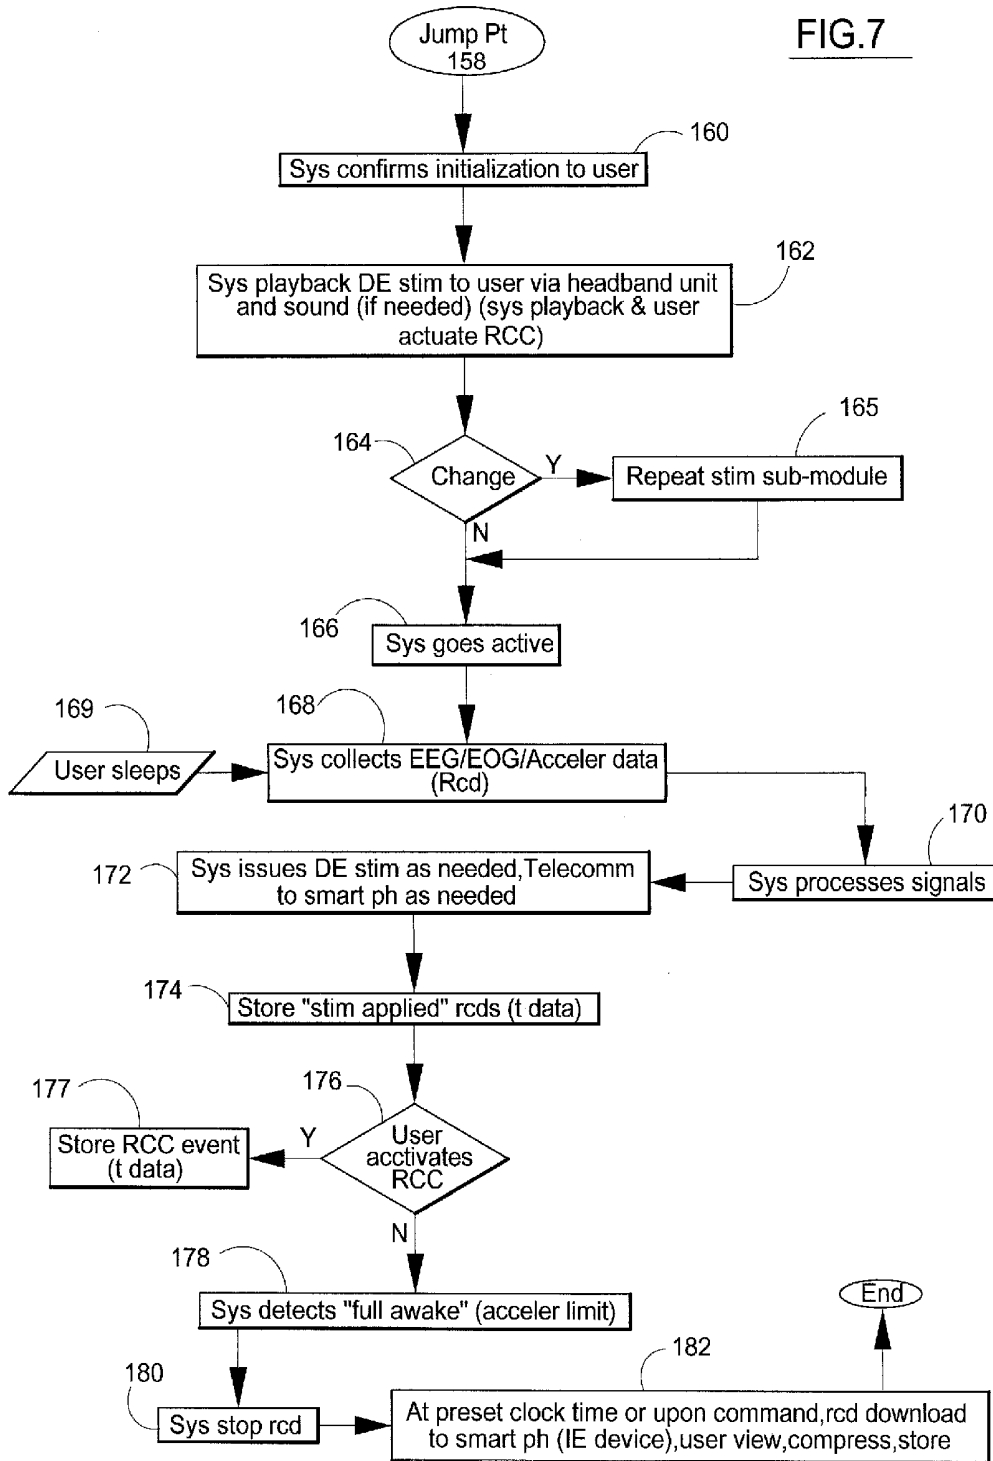 FIG.7
Jump Pt
158
160
Sys confirms initialization to user
162
Sys playback DE stim to user via headband unit
and sound (if needed) (sys playback & user
actuate RCC)
164
Change
Y
165
Repeat stim sub-module
N
166
Sys goes active
169
User sleeps
168
Sys collects EEG/EOG/Acceler data
(Rcd)
170
Sys processes signals
172
Sys issues DE stim as needed,Telecomm
to smart ph as needed
174
Store "stim applied" rcds (t data)
176
User
acctivates
RCC
177
Y
Store RCC event
(t data)
N
178
Sys detects "full awake" (acceler limit)
End
180
Sys stop rcd
182
At preset clock time or upon command,rcd download
to smart ph (IE device),user view,compress,store